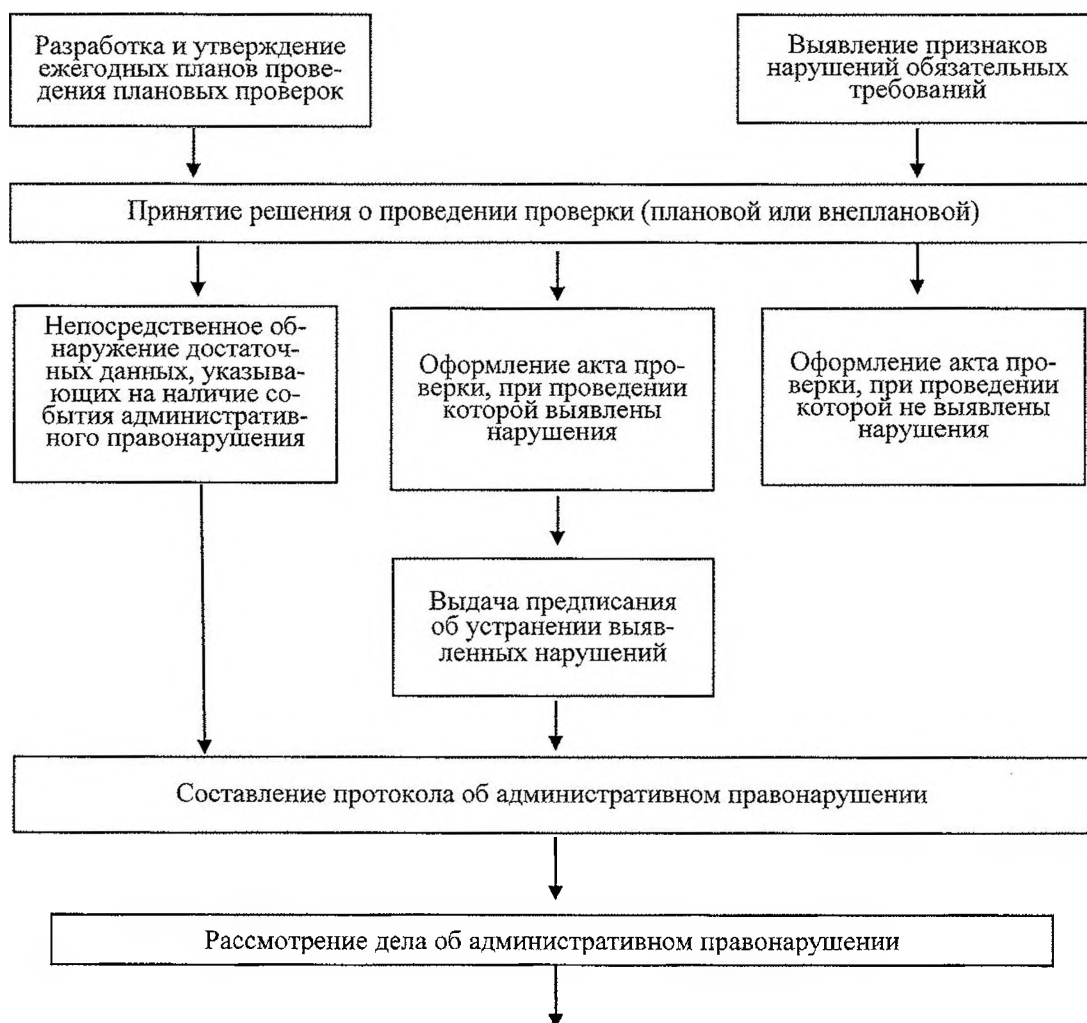 Разработка и утверждение
ежегодных планов прове-
дения плановых проверок
Выявление признаков
нарушений обязательных
требований
Принятие решения о проведении проверки (плановой или внеплановой)
Непосредственное об-
наружение достаточ-
ных данных, указываю-
ющих на наличие со-
бытия административ-
ного правонарушения
Оформление акта про-
верки, при проведении
которой выявлены
нарушения
Оформление акта про-
верки, при проведении
которой не выявлены
нарушения
Выдача предписания
об устранении выяв-
ленных нарушений
Составление протокола об административном правонарушении
Рассмотрение дела об административном правонарушении